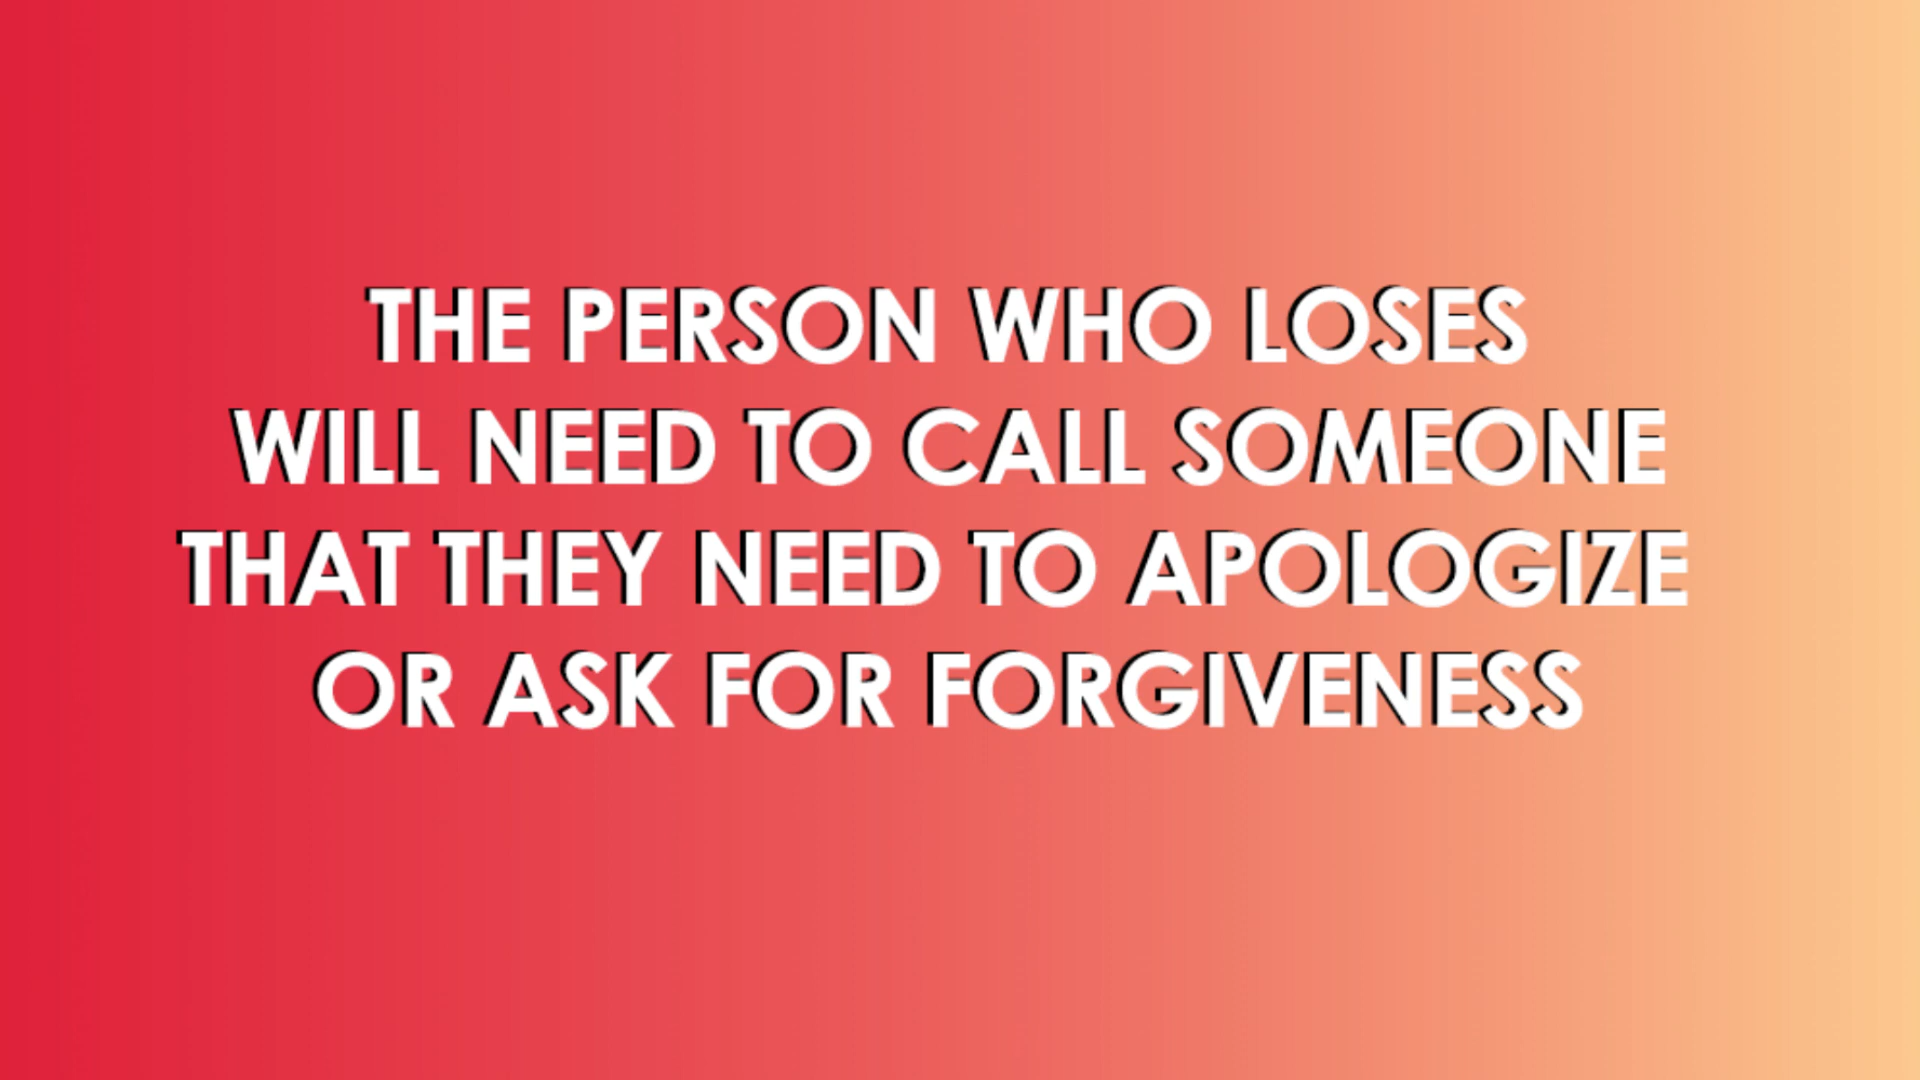 THE PERSON WHO LOSES
WILL NEED TO CALL SOMEONE
THAT THEY NEED TO APOLOGIZE
OR ASK FOR FORGIVENESS